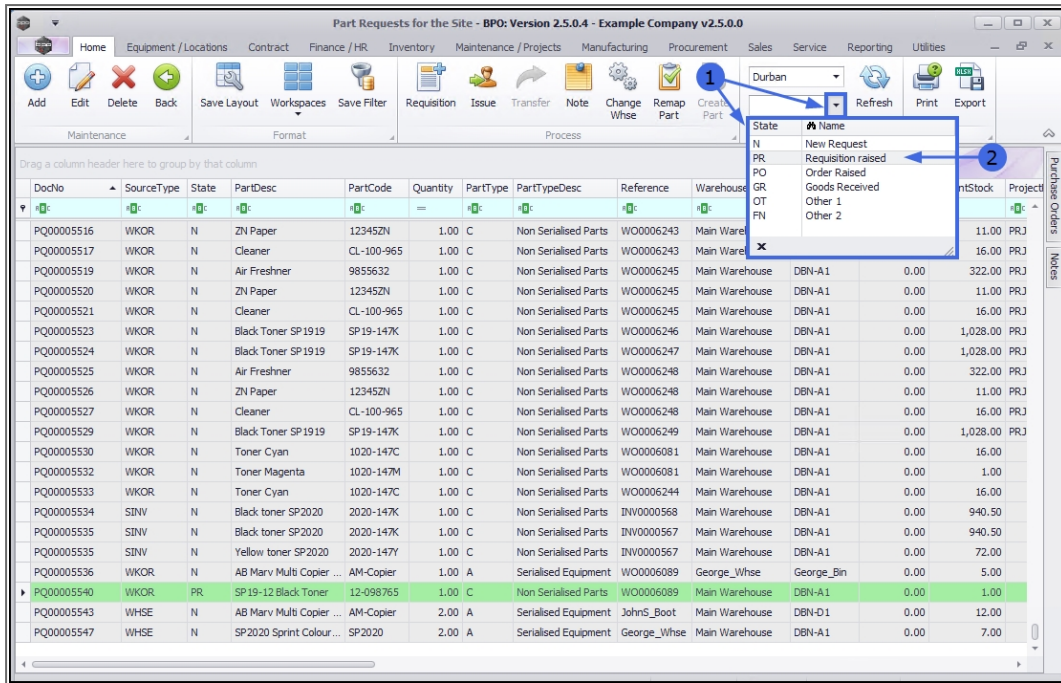 Part Requests for the Site - BPO: Version 2.5.0.4 - Example Company v2.5.0.0
Home Equipment / Locations Contract Finance / HR Inventory Maintenance / Projects Manufacturing Procurement Sales Service Reporting Utilities
Add Edit Delete Back Save Layout Workspaces Save Filter Requisition Issue Transfer Note Change Whse Remap Part Create Part Durban Refresh Print Export
Maintenance Format Process
1
2
State Name
N New Request
PR Requisition raised
PO Order Raised
GR Goods Received
OT Other 1
FN Other 2
x
Drag a column header here to group by that column
DocNo SourceType State PartDesc PartCode Quantity PartType PartTypeDesc Reference Warehouse ntStock
PQ00005516 WKOR N ZN Paper 12345ZN 1.00 C Non Serialised Parts WO0006243 Main Ware 11.00 PRJ
PQ00005517 WKOR N Cleaner CL-100-965 1.00 C Non Serialised Parts WO0006243 Main Ware 16.00 PRJ
PQ00005519 WKOR N Air Freshner 9855632 1.00 C Non Serialised Parts WO0006245 Main Warehouse DBN-A1 0.00 322.00 PRJ
PQ00005520 WKOR N ZN Paper 12345ZN 1.00 C Non Serialised Parts WO0006245 Main Warehouse DBN-A1 0.00 11.00 PRJ
PQ00005521 WKOR N Cleaner CL-100-965 1.00 C Non Serialised Parts WO0006245 Main Warehouse DBN-A1 0.00 16.00 PRJ
PQ00005523 WKOR N Black Toner SP1919 SP19-147K 1.00 C Non Serialised Parts WO0006246 Main Warehouse DBN-A1 0.00 1,028.00 PRJ
PQ00005524 WKOR N Black Toner SP1919 SP19-147K 1.00 C Non Serialised Parts WO0006247 Main Warehouse DBN-A1 0.00 1,028.00 PRJ
PQ00005525 WKOR N Air Freshner 9855632 1.00 C Non Serialised Parts WO0006248 Main Warehouse DBN-A1 0.00 322.00 PRJ
PQ00005526 WKOR N ZN Paper 12345ZN 1.00 C Non Serialised Parts WO0006248 Main Warehouse DBN-A1 0.00 11.00 PRJ
PQ00005527 WKOR N Cleaner CL-100-965 1.00 C Non Serialised Parts WO0006248 Main Warehouse DBN-A1 0.00 16.00 PRJ
PQ00005529 WKOR N Black Toner SP1919 SP19-147K 1.00 C Non Serialised Parts WO0006249 Main Warehouse DBN-A1 0.00 1,028.00 PRJ
PQ00005530 WKOR N Toner Cyan 1020-147C 1.00 C Non Serialised Parts WO0006081 Main Warehouse DBN-A1 0.00 16.00
PQ00005532 WKOR N Toner Magenta 1020-147M 1.00 C Non Serialised Parts WO0006081 Main Warehouse DBN-A1 0.00 1.00
PQ00005533 WKOR N Toner Cyan 1020-147C 1.00 C Non Serialised Parts WO0006244 Main Warehouse DBN-A1 0.00 16.00
PQ00005534 SINV N Black toner SP2020 2020-147K 1.00 C Non Serialised Parts INV0000568 Main Warehouse DBN-A1 0.00 940.50
PQ00005535 SINV N Black toner SP2020 2020-147K 1.00 C Non Serialised Parts INV0000567 Main Warehouse DBN-A1 0.00 940.50
PQ00005535 SINV N Yellow toner SP2020 2020-147Y 1.00 C Non Serialised Parts INV0000567 Main Warehouse DBN-A1 0.00 72.00
PQ00005536 WKOR N AB Marv Multi Copier ... AM-Copier 1.00 A Serialised Equipment WO0006089 George_Whse George_Bin 0.00 5.00
PQ00005540 WKOR PR SP19-12 Black Toner 12-098765 1.00 C Non Serialised Parts WO0006089 Main Warehouse DBN-A1 0.00 1.00
PQ00005543 WHSE N AB Marv Multi Copier ... AM-Copier 2.00 A Serialised Equipment JohnS_Boot Main Warehouse DBN-D1 0.00 12.00
PQ00005547 WHSE N SP2020 Sprint Colour... SP2020 2.00 A Serialised Equipment George_Whse Main Warehouse DBN-A1 0.00 7.00
Purchase Orders
Notes